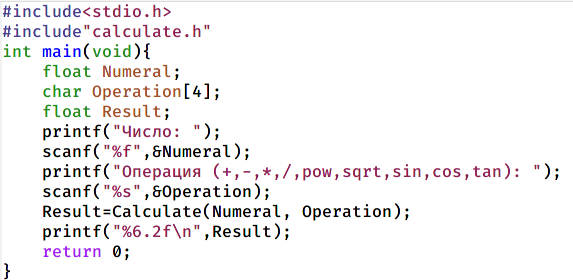 #include<stdio.h>
#include"calculate.h"
int main(void){
    float Numeral;
    char Operation[4];
    float Result;
    printf("Число: ");
    scanf("%f",&Numeral);
    printf("Операция (+,-,*,/,pow,sqrt,sin,cos,tan): ");
    scanf("%s",&Operation);
    Result=Calculate(Numeral, Operation);
    printf("%6.2f\n",Result);
    return 0;
}